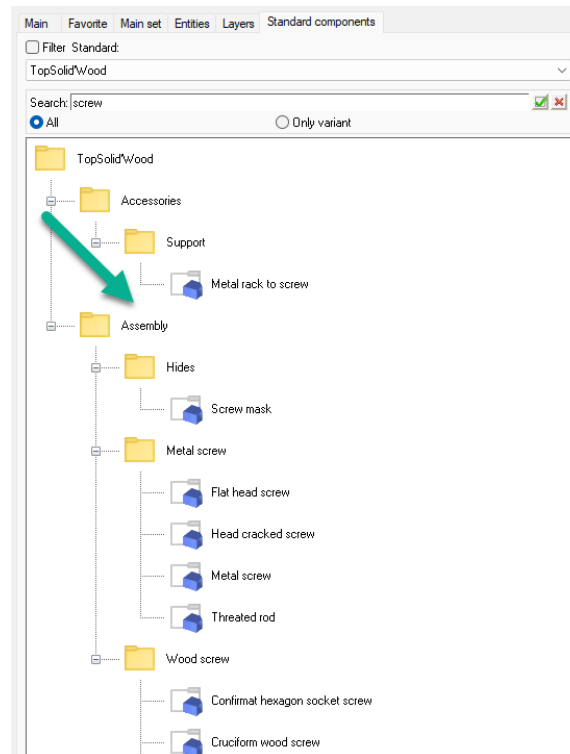 Main Favorite Main set Entities Layers Standard components
Filter Standard:
TopSolid'Wood
Search: screw
All Only variant
TopSolid'Wood
Accessories
Support
Metal rack to screw
Assembly
Hides
Screw mask
Metal screw
Flat head screw
Head cracked screw
Metal screw
Threated rod
Wood screw
Confirmat hexagon socket screw
Cruciform wood screw